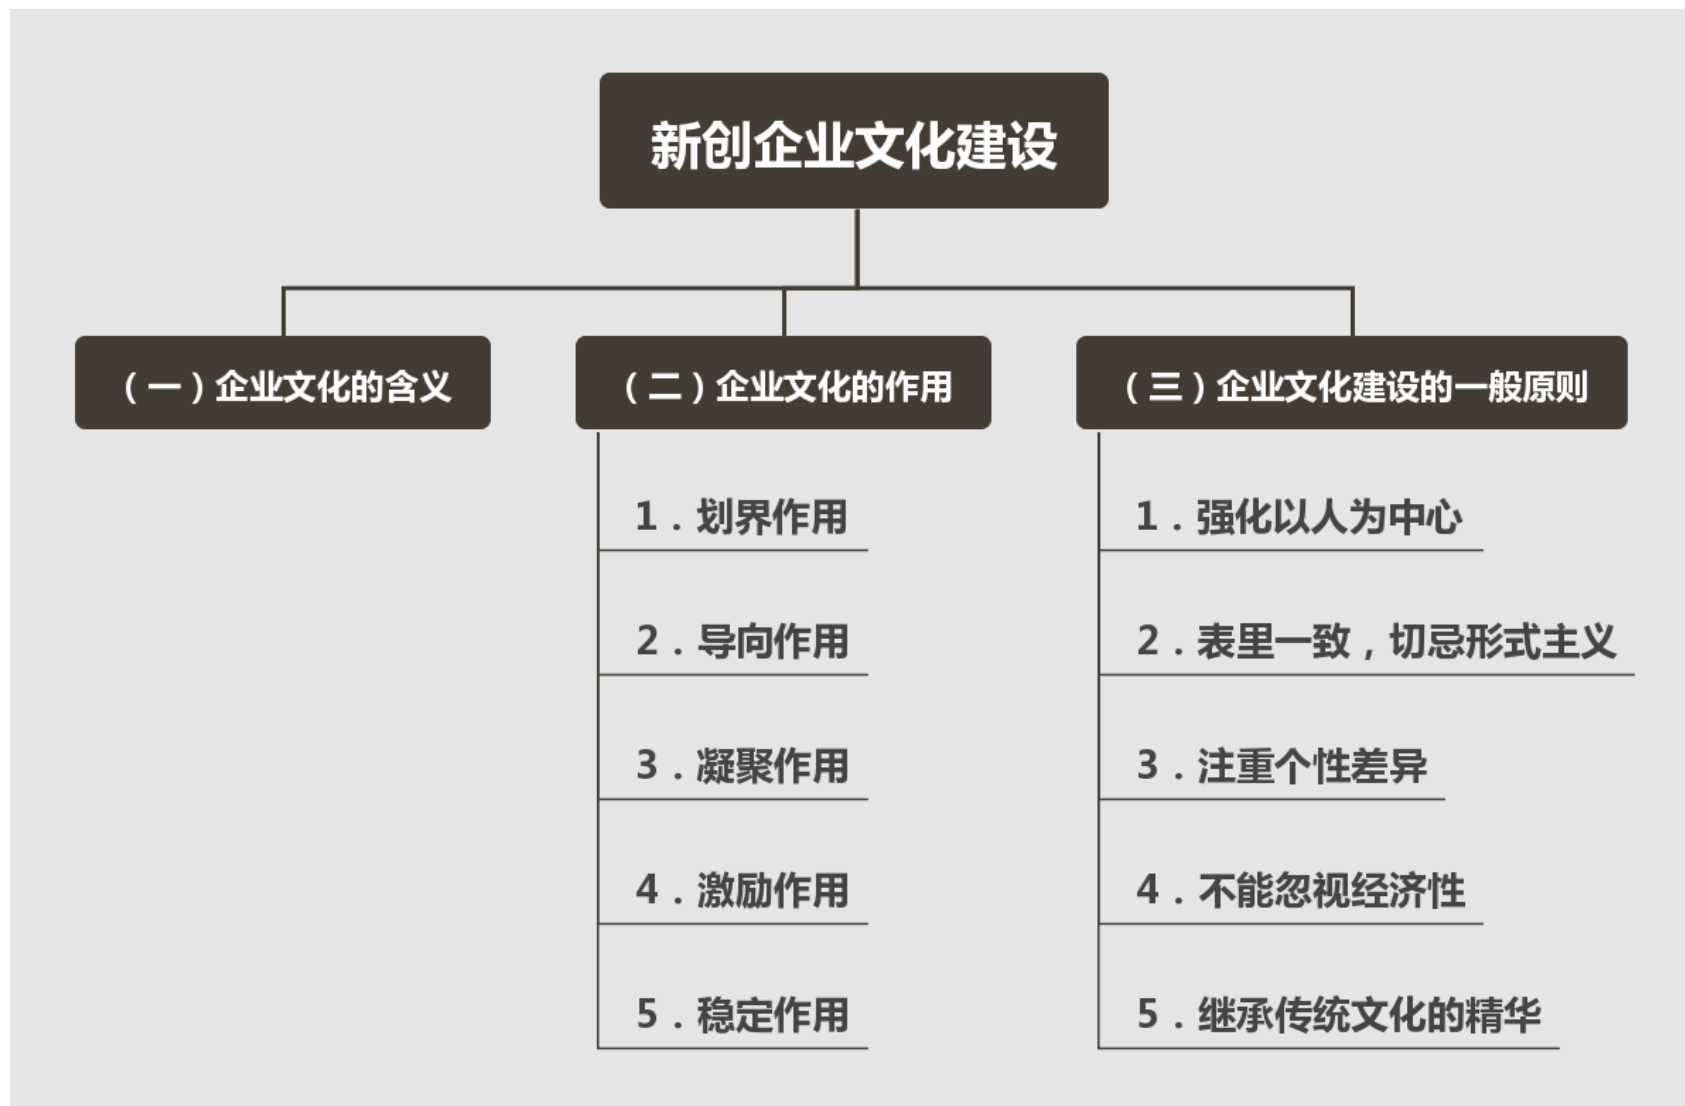 新创企业文化建设
（一）企业文化的含义
（二）企业文化的作用
1．划界作用
2．导向作用
3．凝聚作用
4．激励作用
5．稳定作用
（三）企业文化建设的一般原则
1．强化以人为中心
2．表里一致，切忌形式主义
3．注重个性差异
4．不能忽视经济性
5．继承传统文化的精华